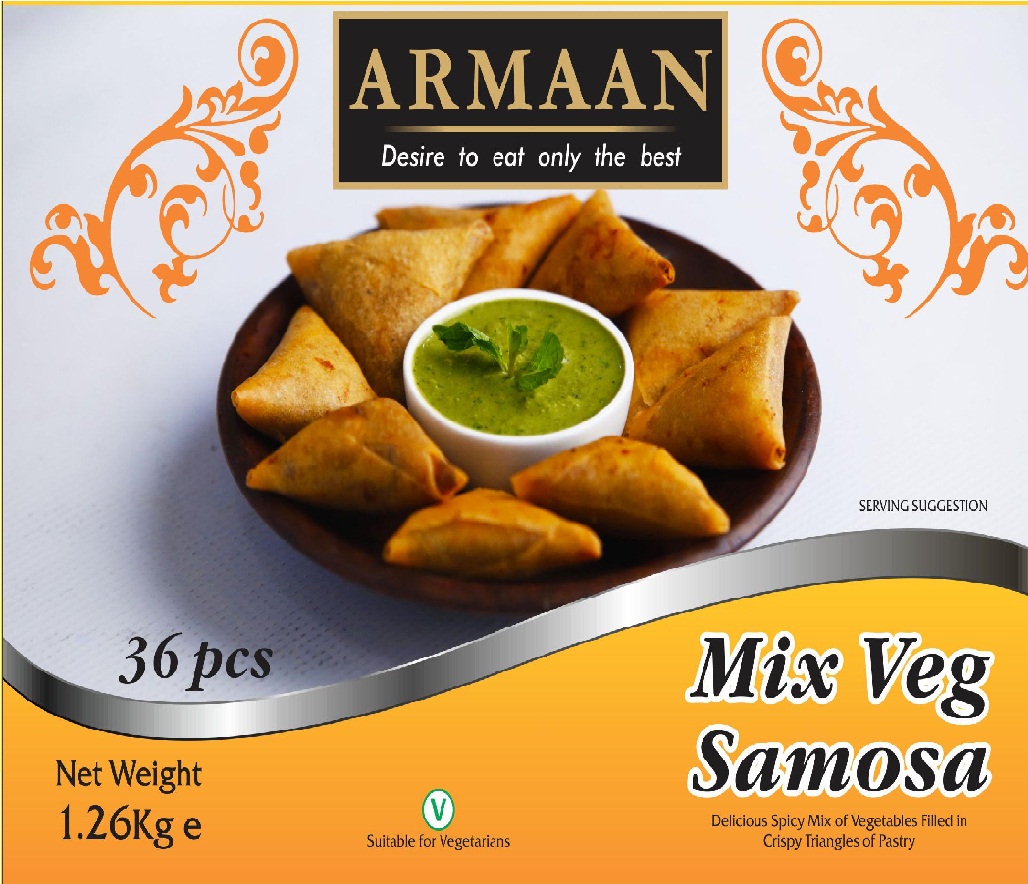 ARMAAN
Desire to eat only the best
SERVING SUGGESTION
36 pcs
Mix Veg
Samosa
Net Weight
1.26Kg e
V
Suitable for Vegetarians
Delicious Spicy Mix of Vegetables Filled in
Crispy Triangles of Pastry